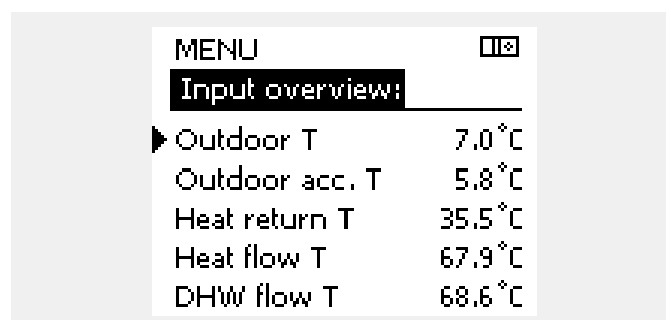 MENU
Input overview:
Outdoor T 7.0°C
Outdoor acc. T 5.8°C
Heat return T 35.5°C
Heat flow T 67.9°C
DHW flow T 68.6°C